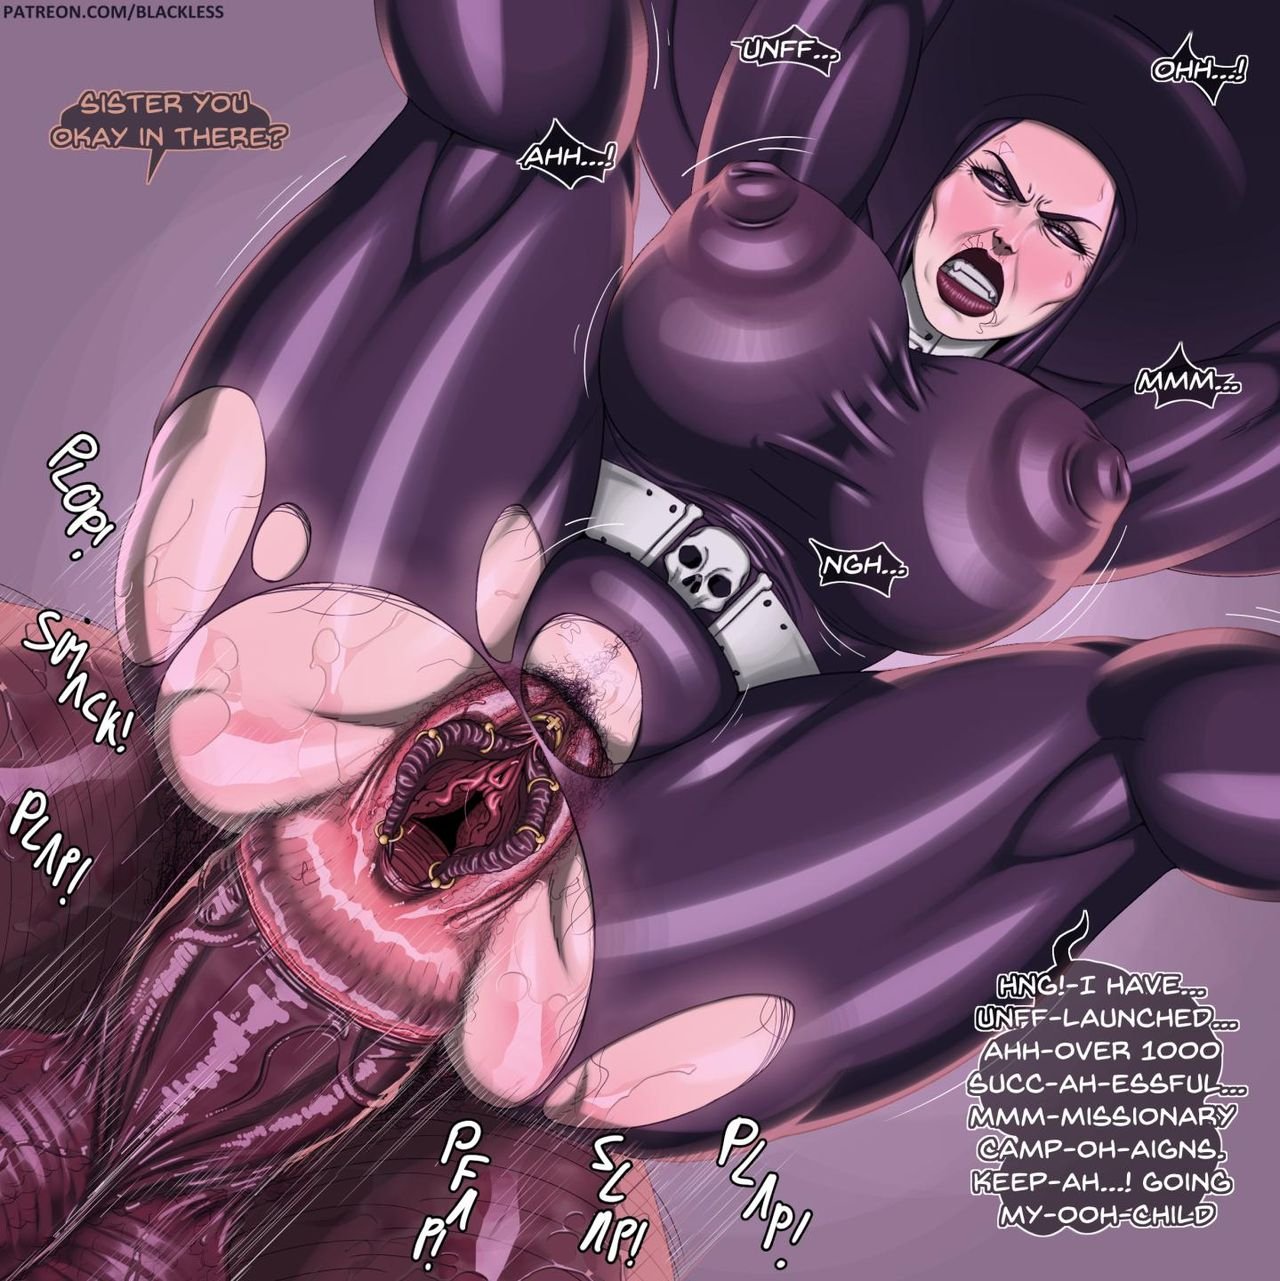 PATREON.COM/BLACKLESS
SISTER YOU
OKAY IN THERE?
UNFF...
OHH...!
AHH...!
MMM...
NGH...
PLOP!
SMACK!
PLAP!
HNG!-I HAVE...
UNFF-LAUNCHED...
AHH-OVER 1000
SUCC-AH-ESSFUL...
MMM-MISSIONARY
CAMP-OH-AIGNS.
KEEP-AH...! GOING
MY-OOH-CHILD
PFAP!
SLAP!
PLAP!